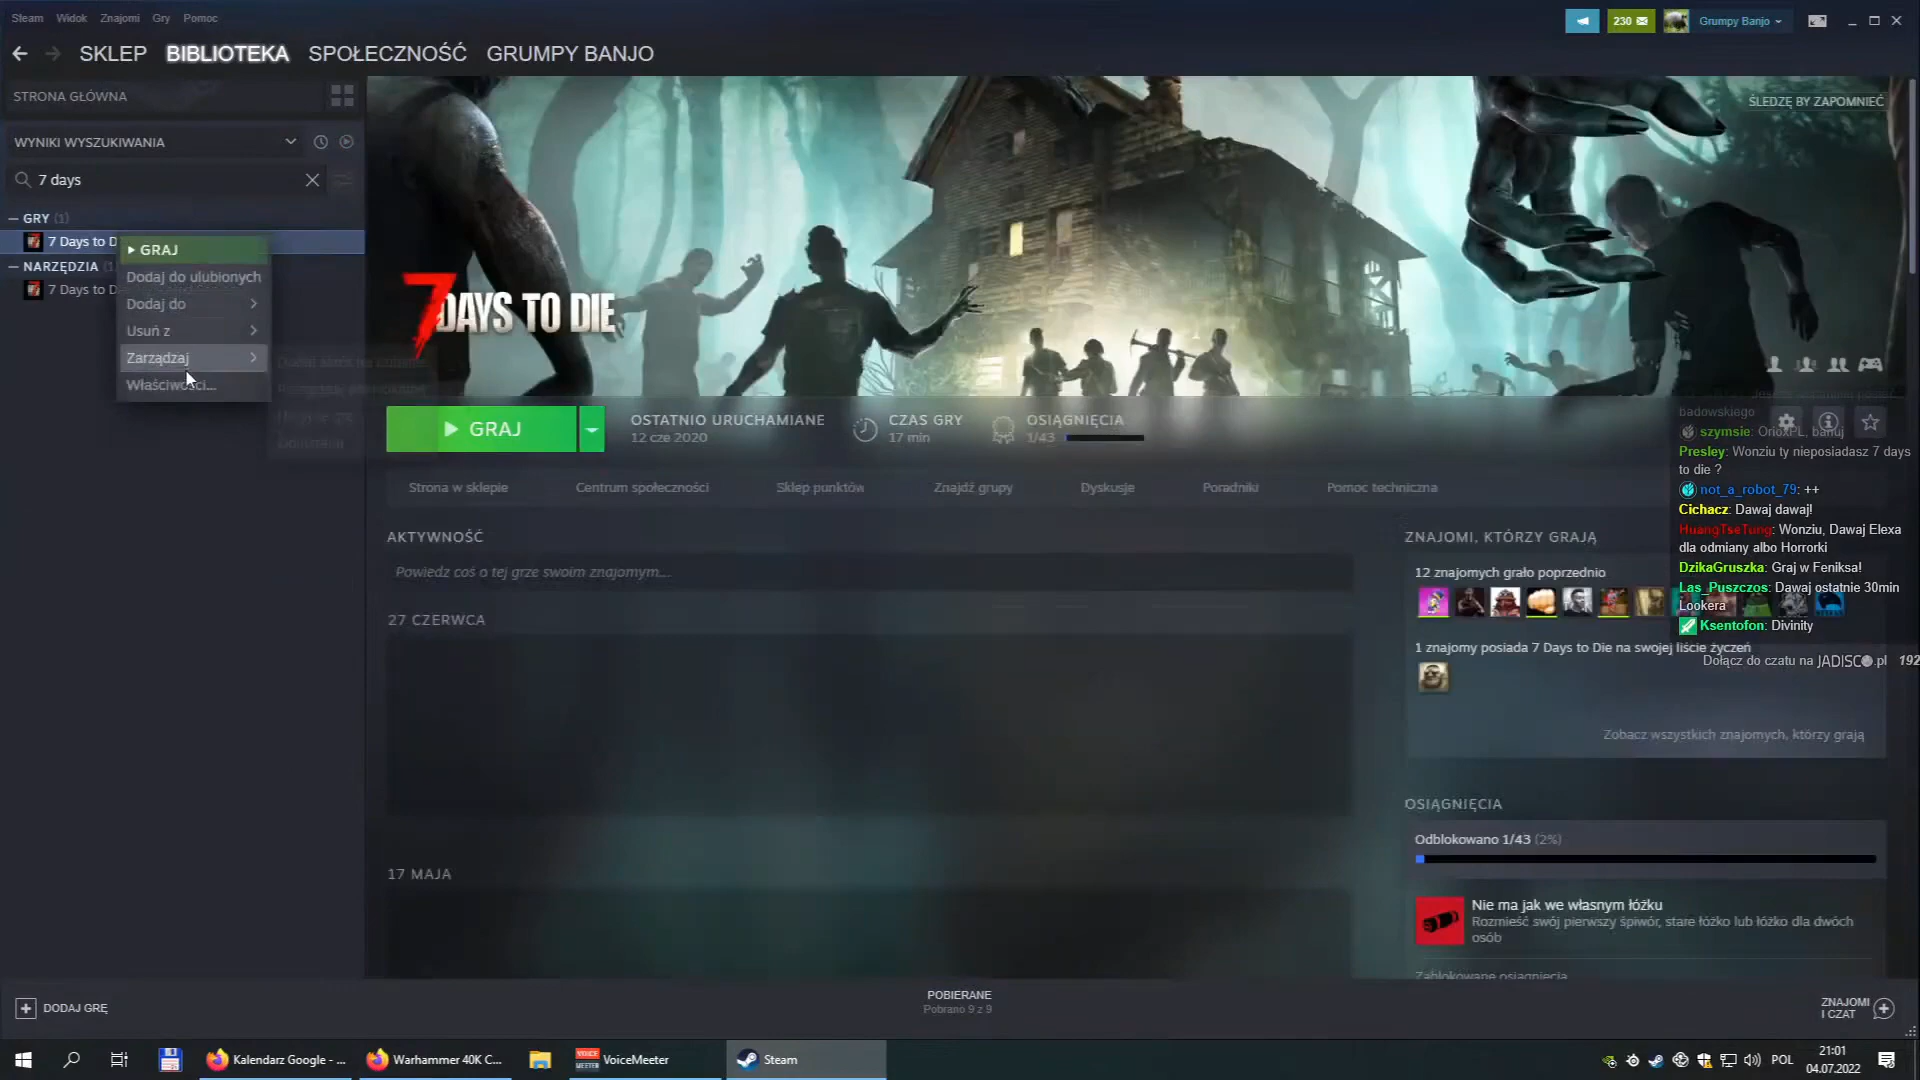 Steam Widok Znajomi Gry Pomoc
230
Grumpy Banjo
SKLEP BIBLIOTEKA SPOŁECZNOŚĆ GRUMPY BANJO
STRONA GŁÓWNA
ŚLEDZĘ BY ZAPOMNIEĆ
WYNIKI WYSZUKIWANIA
7 days
GRY (1)
7 Days to D
NARZĘDZIA
7 Days to D
GRAJ
Dodaj do ulubionych
Dodaj do
Usuń z
Zarządzaj
Właściwości...
7 DAYS TO DIE
GRAJ
OSTATNIO URUCHAMIANE
12 cze 2020
CZAS GRY
17 min
OSIĄGNIĘCIA
1/43
Strona w sklepie Centrum społeczności Sklep punktów Znajdź grupy Dyskusje Poradniki Pomoc techniczna
AKTYWNOŚĆ
Powiedz coś o tej grze swoim znajomym...
27 CZERWCA
17 MAJA
badowskiego
szymsie: OrioxPL, banuj
Presley: Wonziu ty nieposiadasz 7 days
to die ?
not_a_robot_79: ++
Cichacz: Dawaj dawaj!
HuangTseTung: Wonziu, Dawaj Elexa
dla odmiany albo Horrorki
DzikaGruszka: Graj w Feniksa!
Las_Puszczos: Dawaj ostatnie 30min
Lookera
Ksentofon: Divinity
Dołącz do czatu na JADISCO.pl 192
ZNAJOMI, KTÓRZY GRAJĄ
12 znajomych grało poprzednio
1 znajomy posiada 7 Days to Die na swojej liście życzeń
Zobacz wszystkich znajomych, którzy grają
OSIĄGNIĘCIA
Odblokowano 1/43 (2%)
Nie ma jak we własnym łóżku
Rozmieść swój pierwszy śpiwór, stare łóżko lub łóżko dla dwóch
osób
Zablokowane osiągnięcia
DODAJ GRĘ
POBIERANE
Pobrano 9 z 9
ZNAJOMI
I CZAT
Kalendarz Google - ...
Warhammer 40K C...
VOICE
MEETER
VoiceMeeter
Steam
POL
21:01
04.07.2022